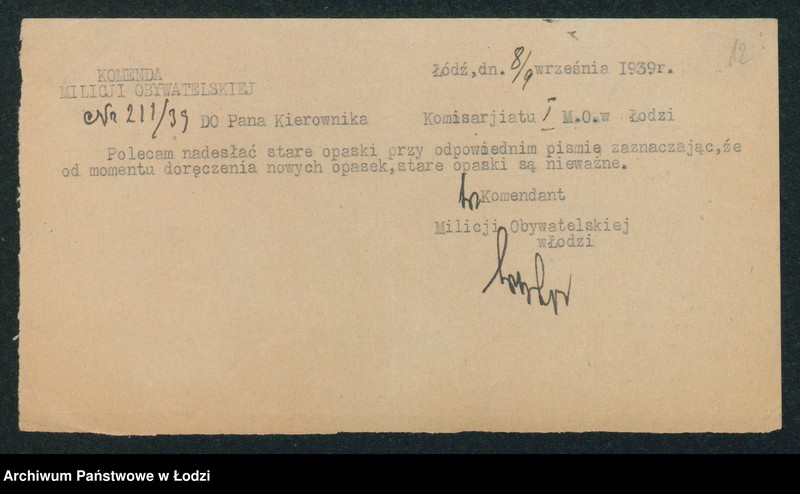 12
KOMENDA
MILICJI OBYWATELSKIEJ
Łódź,dn. 8/9 września 1939r.
Nr 211/39 DO Pana Kierownika Komisarjiatu I M.O.w Łodzi
Polecam nadesłać stare opaski przy odpowiednim piśmie zaznaczając,że
od momentu doręczenia nowych opasek,stare opaski są nieważne.
Komendant
Milicji Obywatelskiej
wŁodzi
Archiwum Państwowe w Łodzi